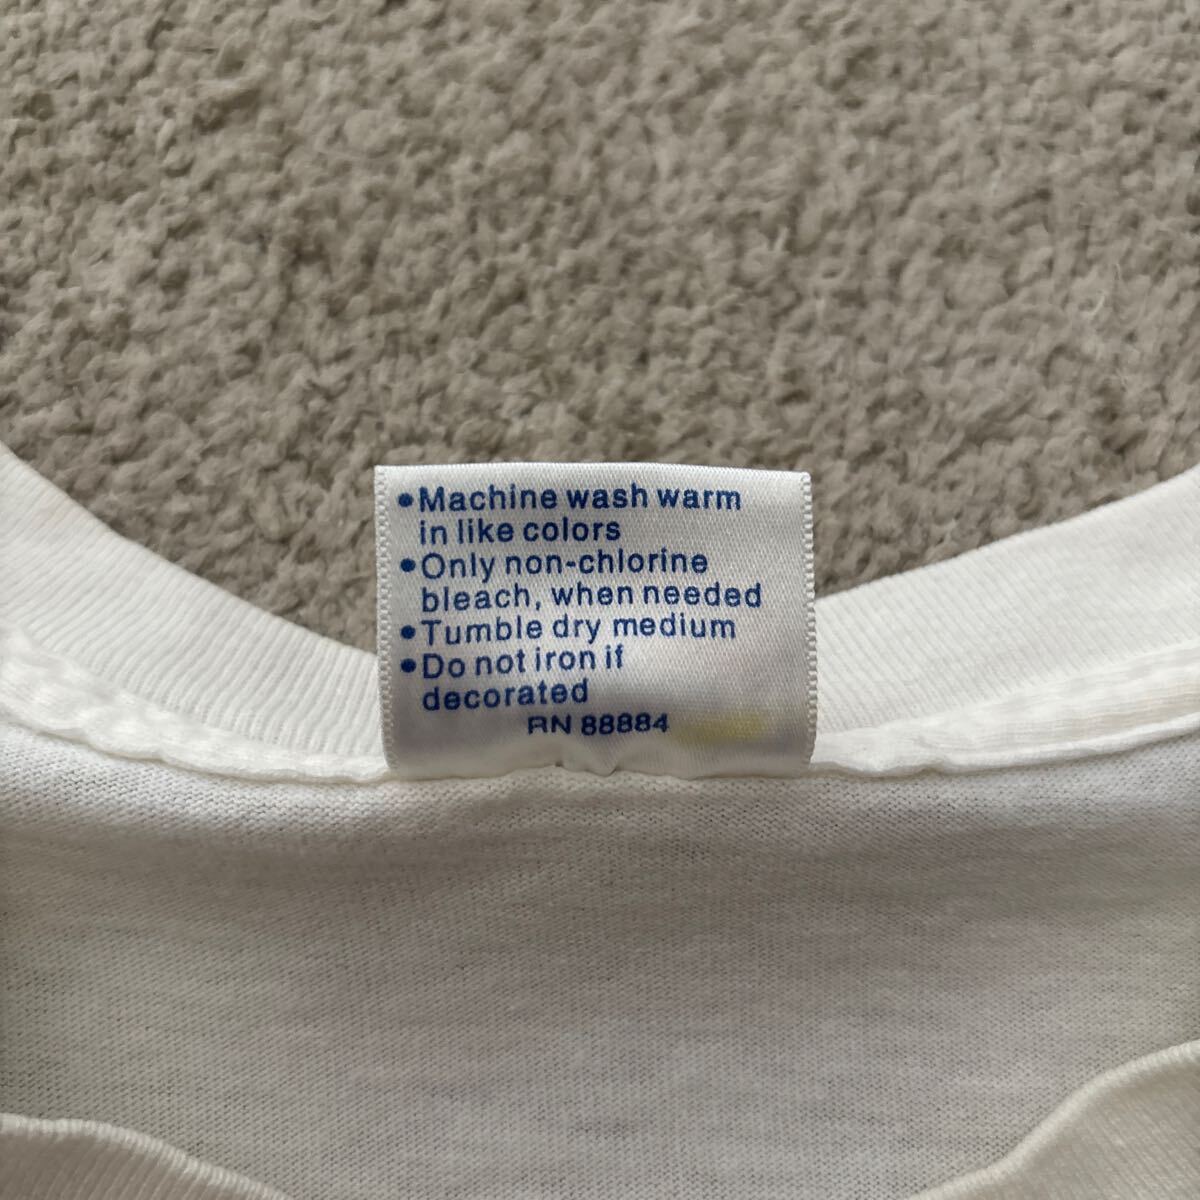 •Machine wash warm
in like colors
•Only non-chlorine
bleach, when needed
•Tumble dry medium
•Do not iron if
decorated
RN 88884